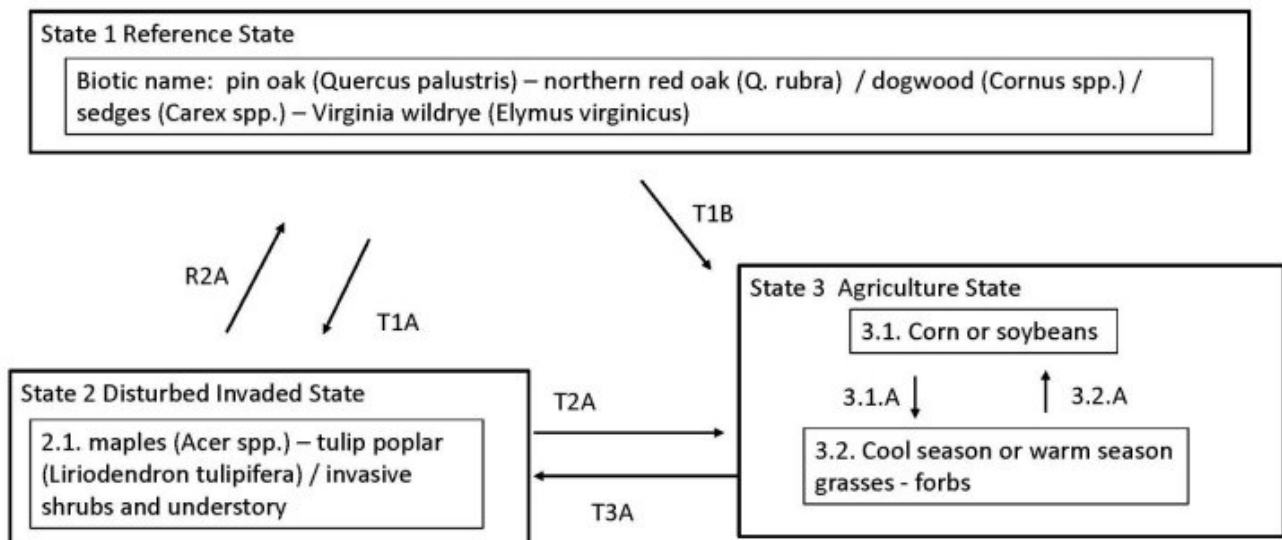 State 1 Reference State
Biotic name:  pin oak (Quercus palustris) – northern red oak (Q. rubra)  / dogwood (Cornus spp.) /
sedges (Carex spp.) – Virginia wildrye (Elymus virginicus)
T1B
R2A
T1A
State 3  Agriculture State
3.1. Corn or soybeans
3.1.A
3.2.A
3.2. Cool season or warm season
grasses - forbs
State 2 Disturbed Invaded State
2.1. maples (Acer spp.) – tulip poplar
(Liriodendron tulipifera) / invasive
shrubs and understory
T2A
T3A